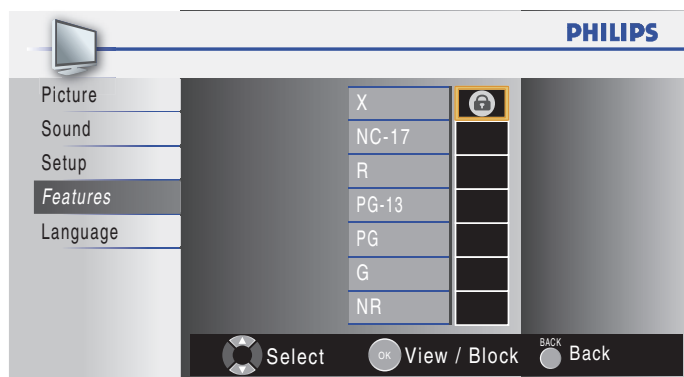 PHILIPS
Picture
Sound
Setup
Features
Language
X
NC-17
R
PG-13
PG
G
NR
Select
OK View / Block
BACK Back